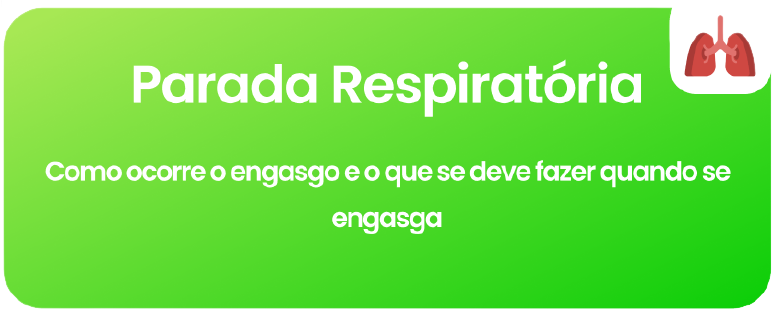 Parada Respiratória
Como ocorre o engasgo e o que se deve fazer quando se
engasga